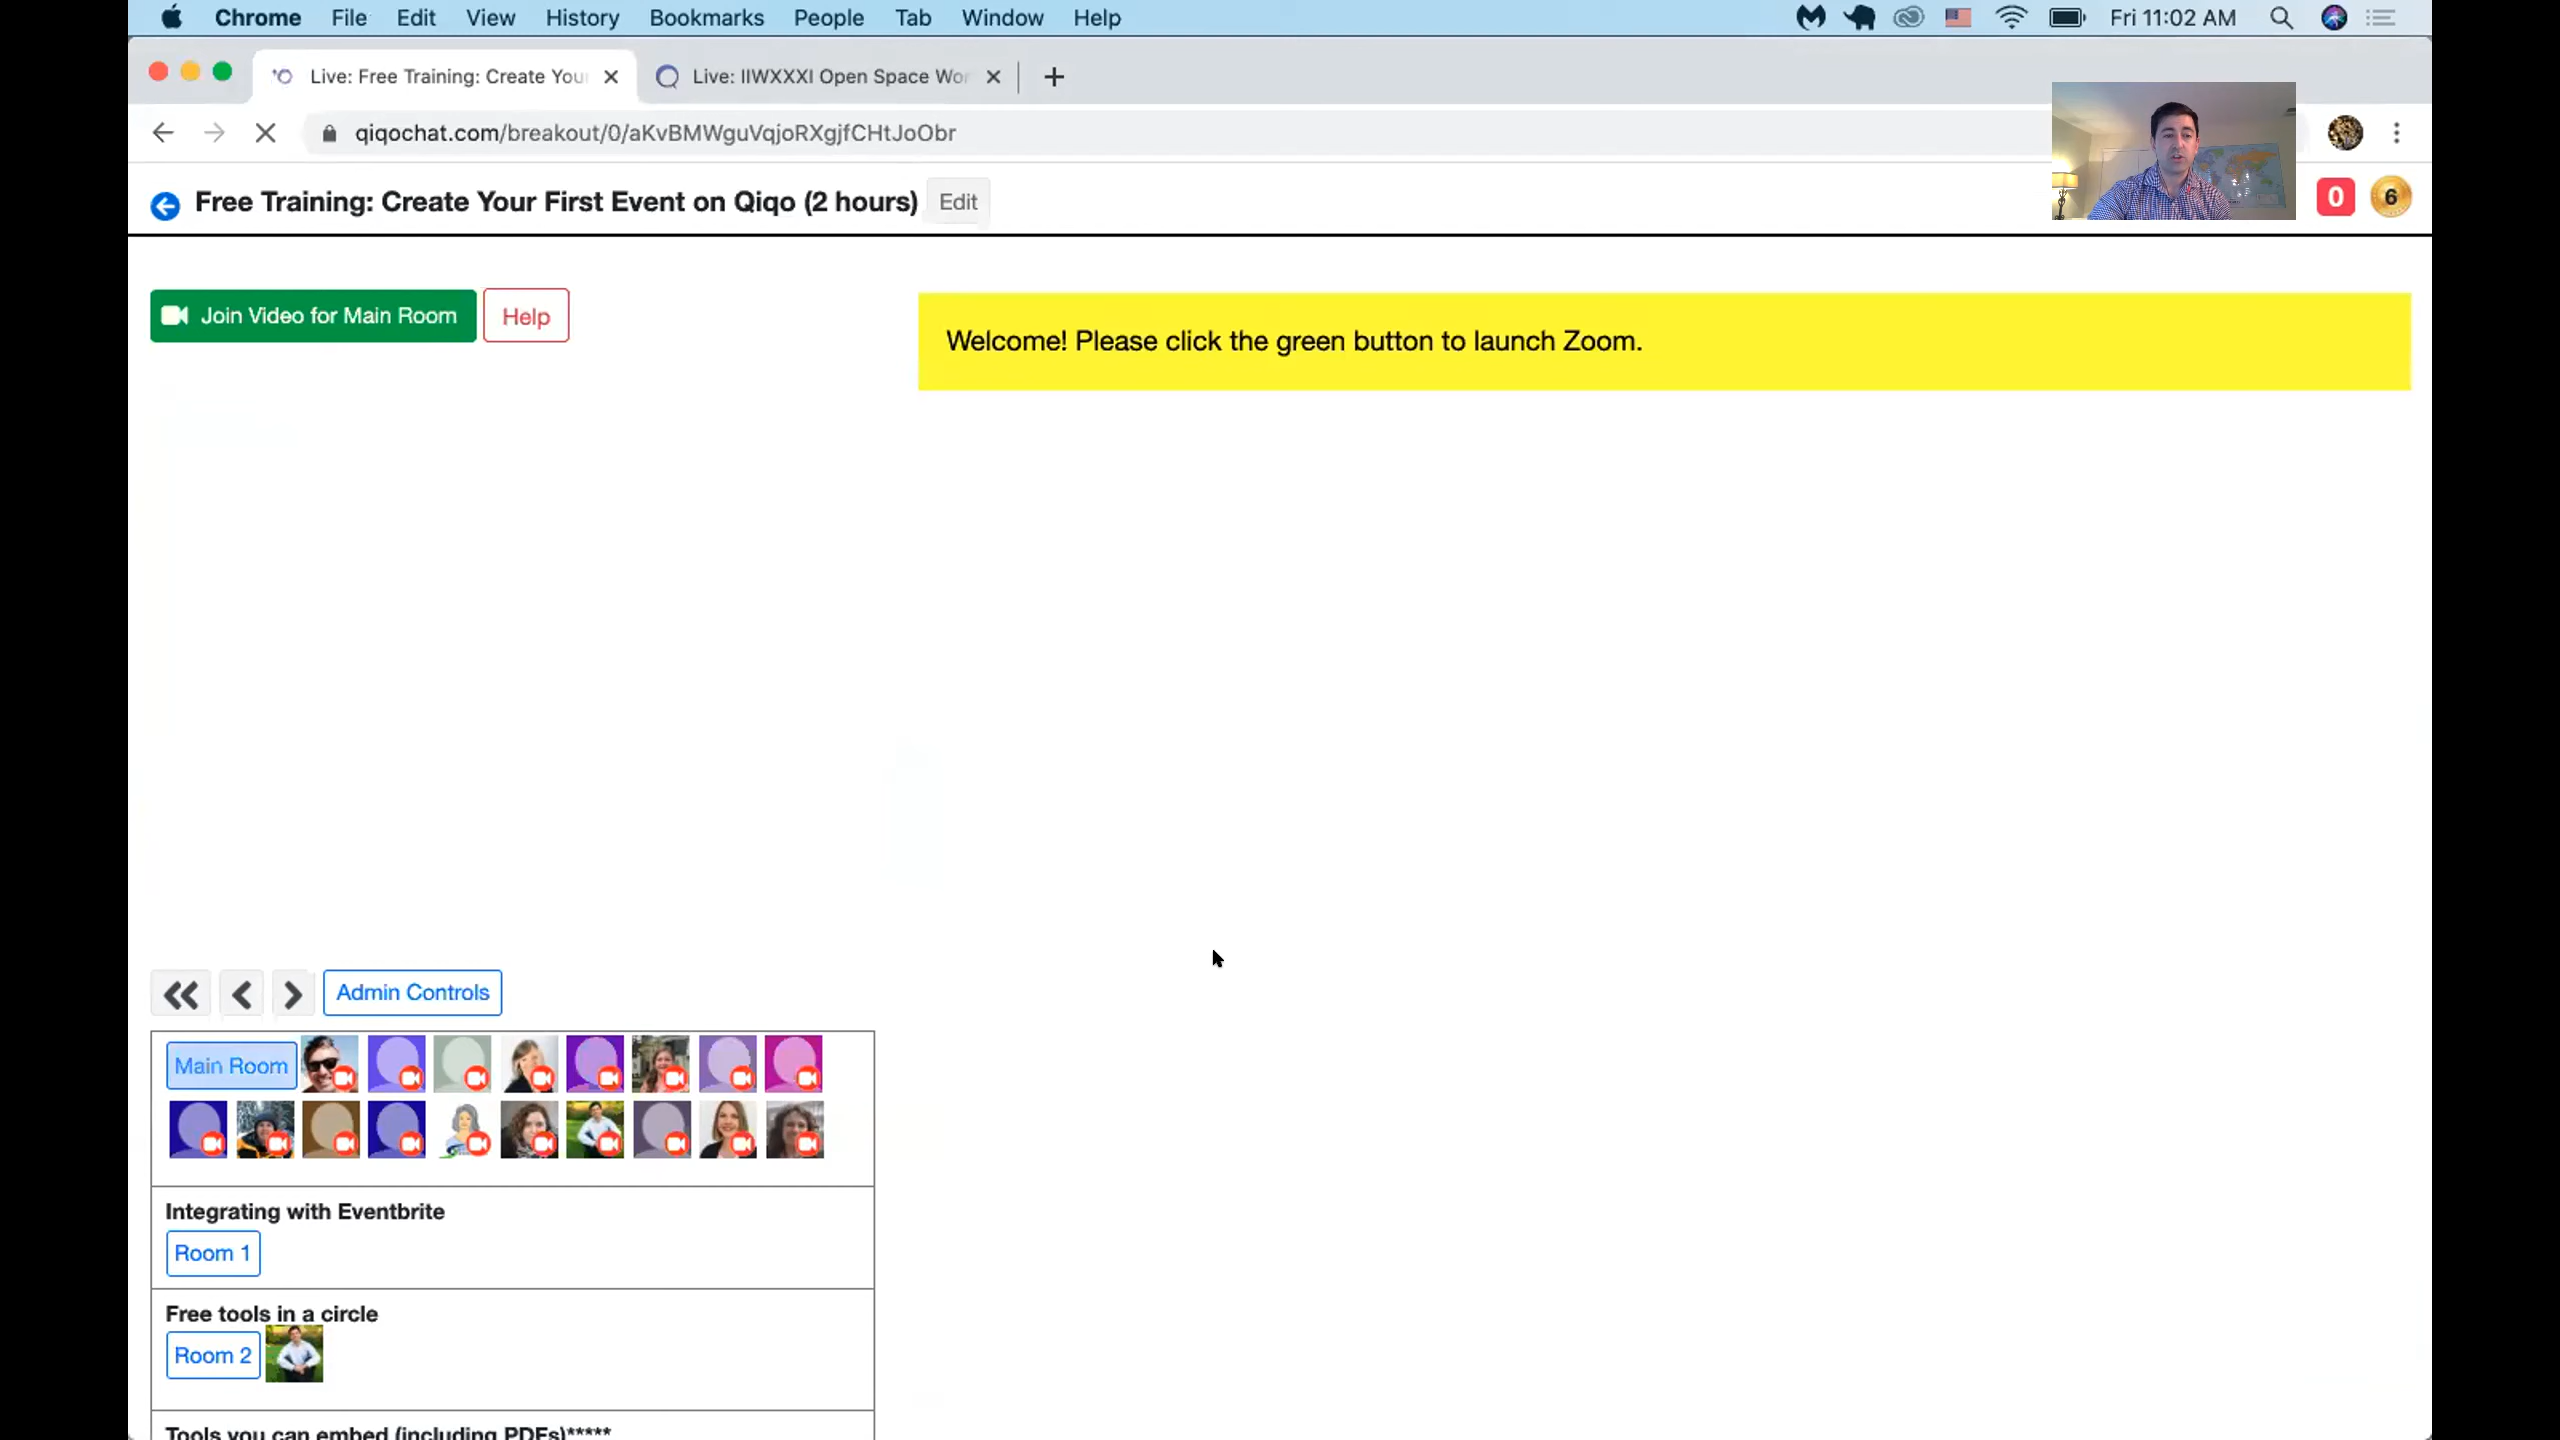 Chrome File Edit View History Bookmarks People Tab Window Help Fri 11:02 AM
Live: Free Training: Create You Live: IIWXXXI Open Space Wor
qiqochat.com/breakout/0/aKvBMWguVqjoRXgjfCHtJoObr
Free Training: Create Your First Event on Qiqo (2 hours) Edit 0 6
Join Video for Main Room Help
Welcome! Please click the green button to launch Zoom.
Admin Controls
Main Room
Integrating with Eventbrite
Room 1
Free tools in a circle
Room 2
Tools you can embed (including PDFs)*****